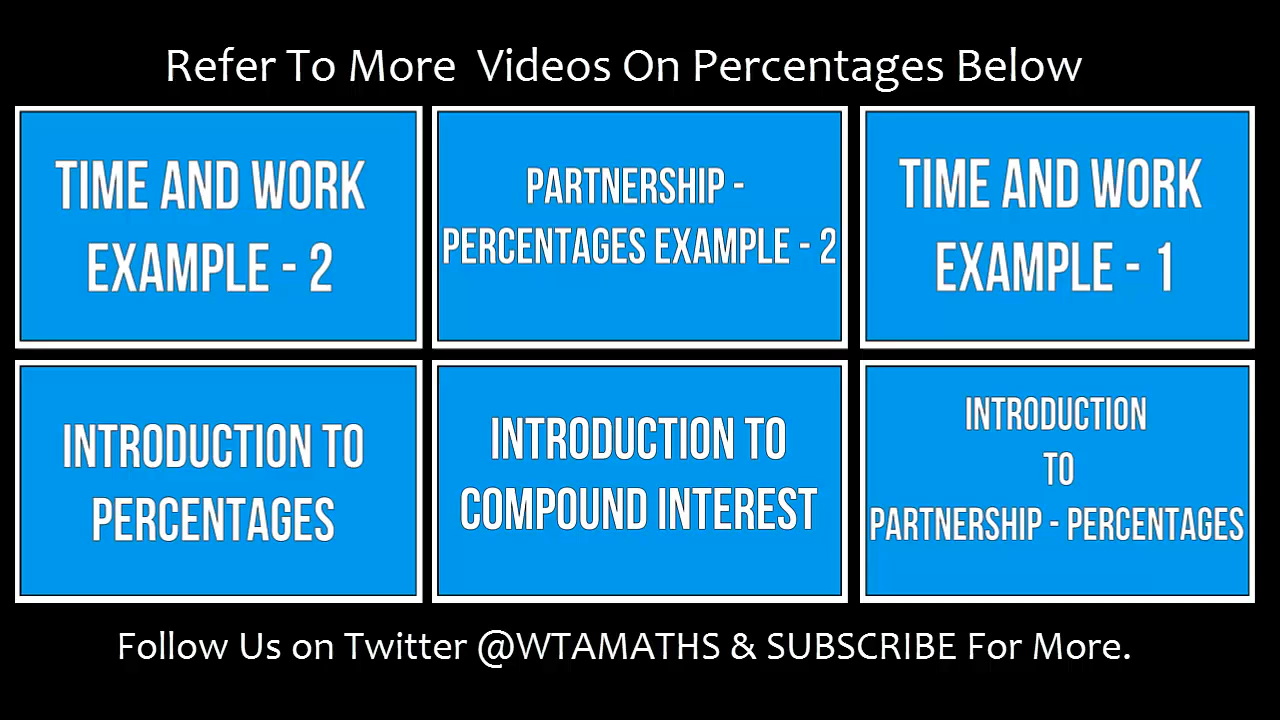 Refer To More Videos On Percentages Below
TIME AND WORK
EXAMPLE - 2
PARTNERSHIP -
PERCENTAGES EXAMPLE - 2
TIME AND WORK
EXAMPLE - 1
INTRODUCTION TO
PERCENTAGES
INTRODUCTION TO
COMPOUND INTEREST
INTRODUCTION
TO
PARTNERSHIP - PERCENTAGES
Follow Us on Twitter @WTAMATHS & SUBSCRIBE For More.